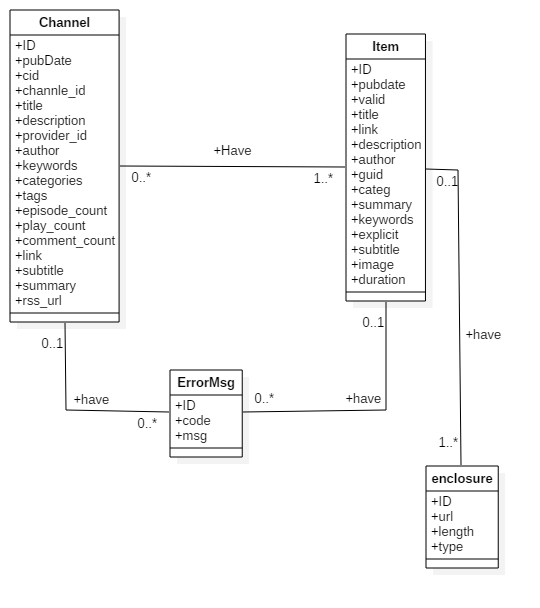 Channel
+ID
+pubDate
+cid
+channle_id
+title
+description
+provider_id
+author
+keywords
+categories
+tags
+episode_count
+play_count
+comment_count
+link
+subtitle
+summary
+rss_url
+Have
0..*
1..*
Item
+ID
+pubdate
+valid
+title
+link
+description
+author
+guid
+categ
+summary
+keywords
+explicit
+subtitle
+image
+duration
0..1
+have
1..*
0..1
+have
0..*
ErrorMsg
+ID
+code
+msg
0..1
+have
0..*
enclosure
+ID
+url
+length
+type